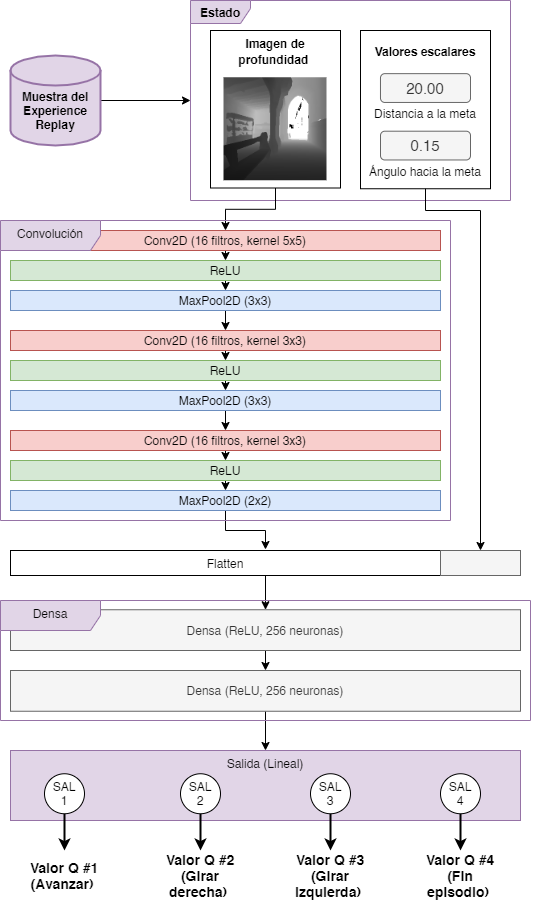 Estado
Muestra del
Experience
Replay
Imagen de
profundidad
Valores escalares
20.00
Distancia a la meta
0.15
Ángulo hacia la meta
Convolución
Conv2D (16 filtros, kernel 5x5)
ReLU
MaxPool2D (3x3)
Conv2D (16 filtros, kernel 3x3)
ReLU
MaxPool2D (3x3)
Conv2D (16 filtros, kernel 3x3)
ReLU
MaxPool2D (2x2)
Flatten
Densa
Densa (ReLU, 256 neuronas)
Densa (ReLU, 256 neuronas)
Salida (Lineal)
SAL
1
SAL
2
SAL
3
SAL
4
Valor Q #1
(Avanzar)
Valor Q #2
(Girar
derecha)
Valor Q #3
(Girar
izquierda)
Valor Q #4
(Fin
episodio)